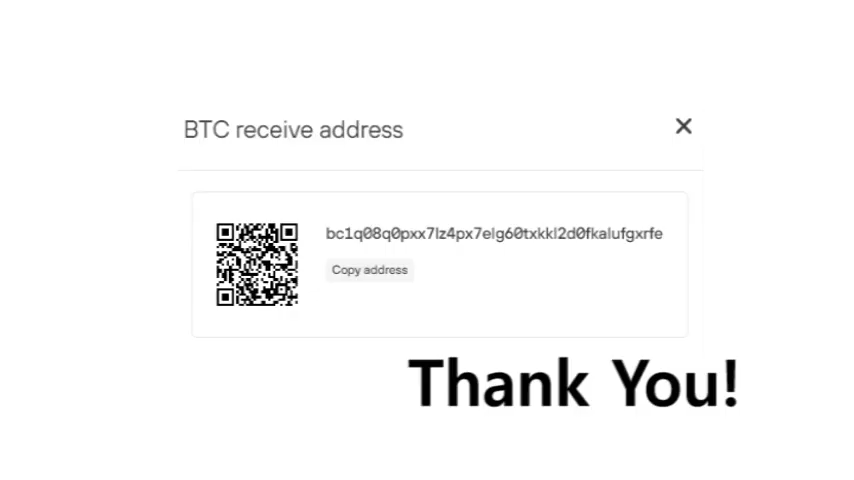 BTC receive address
bc1q08q0pxx7lz4px7elg60txkkl2d0fkalufgxrfe
Copy address
Thank You!